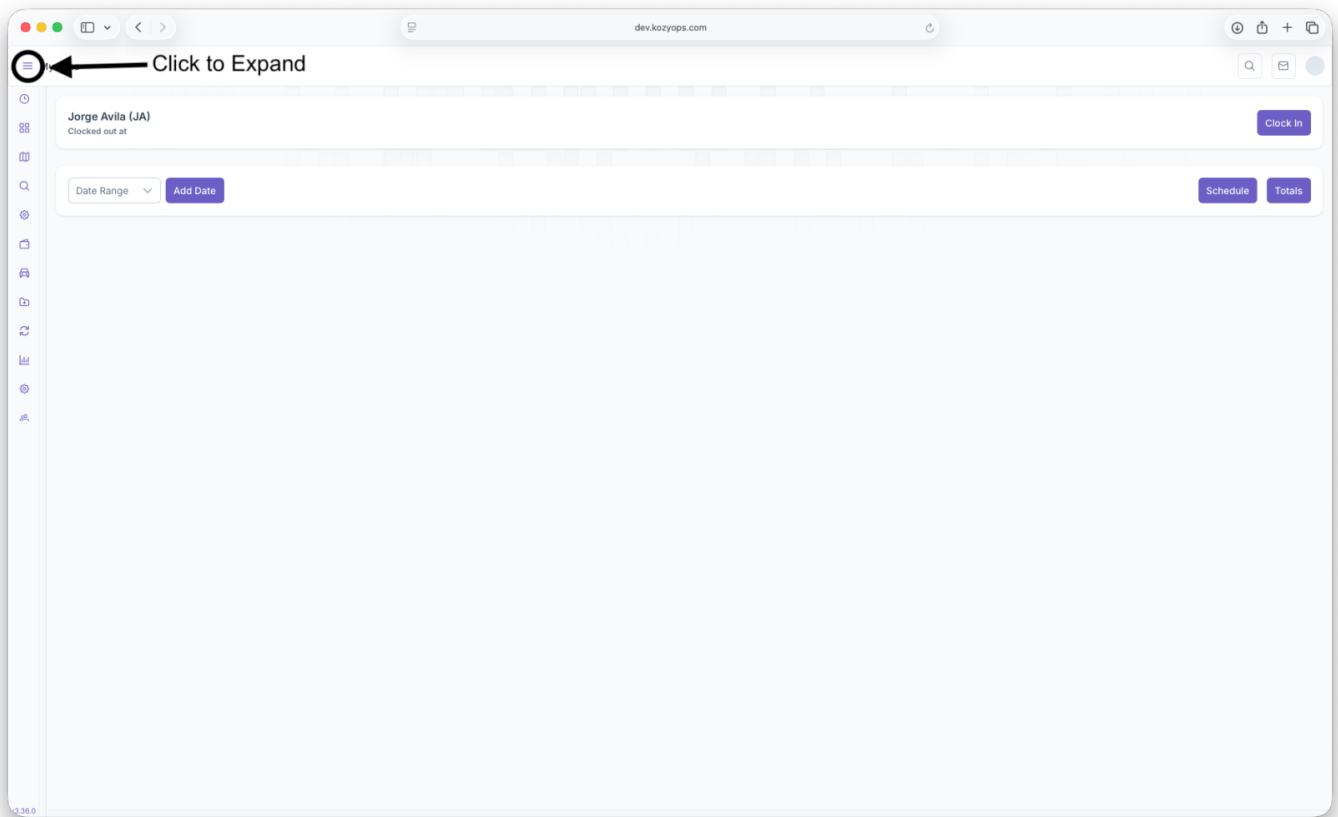 dev.kozyops.com
Click to Expand
Jorge Avila (JA)
Clocked out at
Clock In
Date Range
Add Date
Schedule
Totals
3.36.0